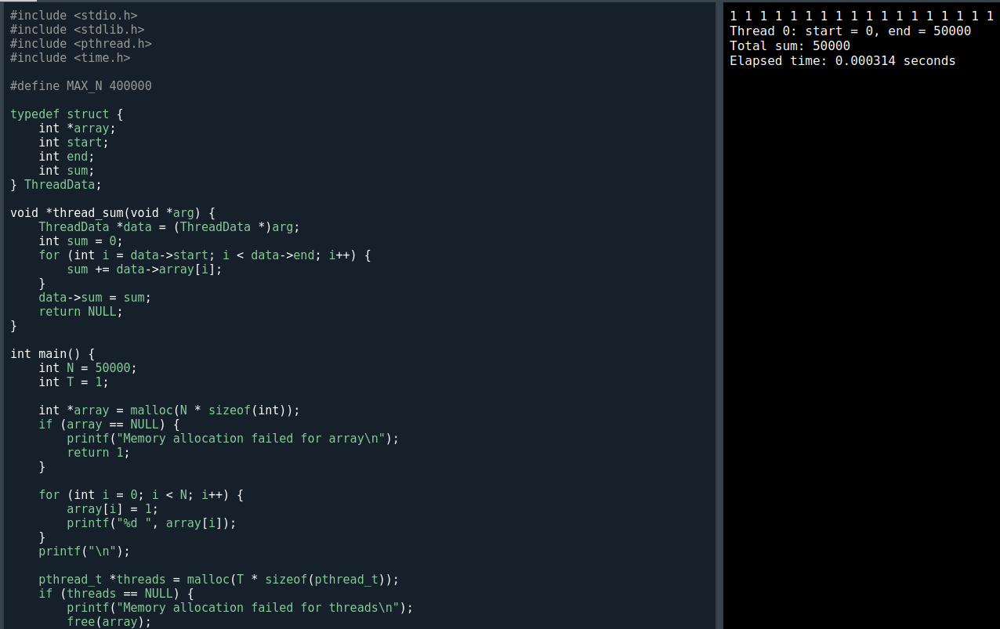 #include <stdio.h>
#include <stdlib.h>
#include <pthread.h>
#include <time.h>

#define MAX_N 400000

typedef struct {
    int *array;
    int start;
    int end;
    int sum;
} ThreadData;

void *thread_sum(void *arg) {
    ThreadData *data = (ThreadData *)arg;
    int sum = 0;
    for (int i = data->start; i < data->end; i++) {
        sum += data->array[i];
    }
    data->sum = sum;
    return NULL;
}

int main() {
    int N = 50000;
    int T = 1;

    int *array = malloc(N * sizeof(int));
    if (array == NULL) {
        printf("Memory allocation failed for array\n");
        return 1;
    }

    for (int i = 0; i < N; i++) {
        array[i] = 1;
        printf("%d ", array[i]);
    }
    printf("\n");

    pthread_t *threads = malloc(T * sizeof(pthread_t));
    if (threads == NULL) {
        printf("Memory allocation failed for threads\n");
        free(array);
1 1 1 1 1 1 1 1 1 1 1 1 1 1 1 1 1 1
Thread 0: start = 0, end = 50000
Total sum: 50000
Elapsed time: 0.000314 seconds